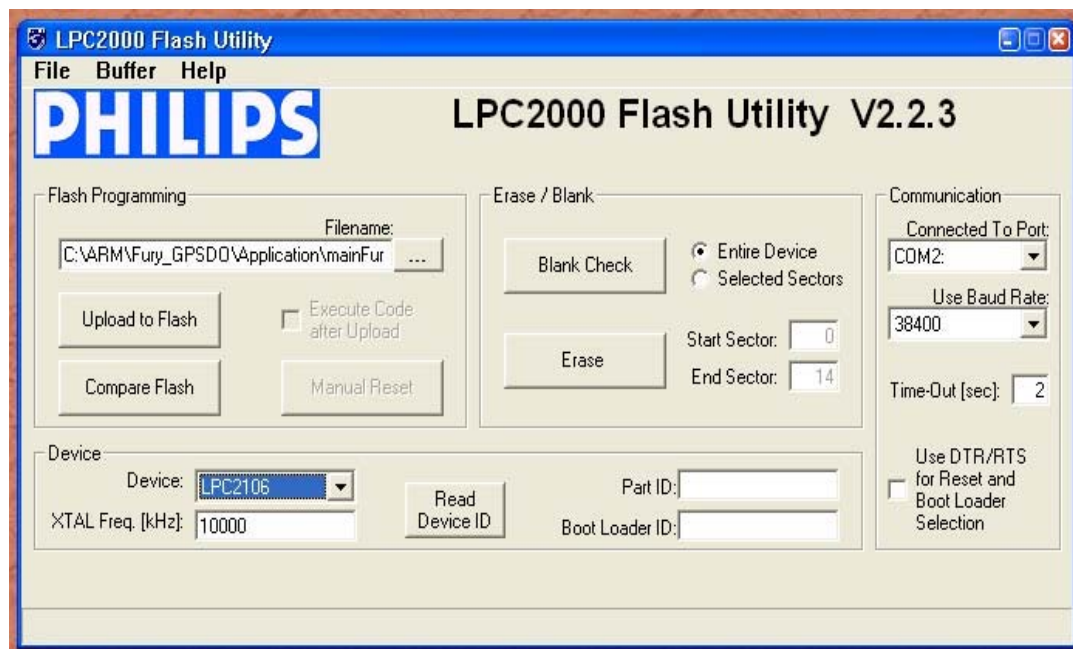 LPC2000 Flash Utility
File Buffer Help
PHILIPS
LPC2000 Flash Utility V2.2.3
Flash Programming
Filename:
C:\ARM\Fury_GPSDO\Application\mainFur
...
Upload to Flash
Execute Code
after Upload
Compare Flash
Manual Reset
Erase / Blank
Blank Check
Entire Device
Selected Sectors
Erase
Start Sector: 0
End Sector: 14
Communication
Connected To Port:
COM2:
Use Baud Rate:
38400
Time-Out [sec]: 2
Use DTR/RTS
for Reset and
Boot Loader
Selection
Device
Device: LPC2106
XTAL Freq. [kHz]: 10000
Read
Device ID
Part ID:
Boot Loader ID: